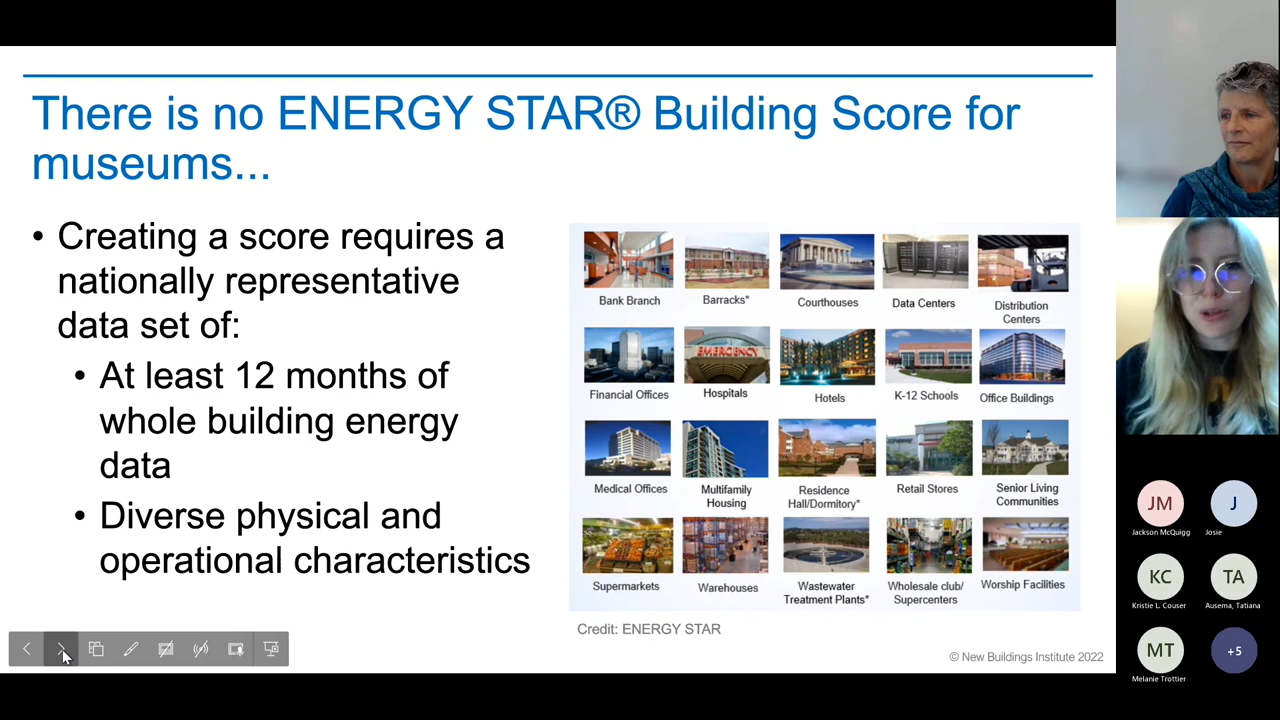 There is no ENERGY STAR® Building Score for
museums...
• Creating a score requires a
nationally representative
data set of:
• At least 12 months of
whole building energy
data
• Diverse physical and
operational characteristics
Bank Branch
Barracks*
Courthouses
Data Centers
Distribution
Centers
EMERGENCY
Financial Offices
Hospitals
Hotels
K-12 Schools
Office Buildings
Medical Offices
Multifamily
Housing
Residence
Hall/Dormitory*
Retail Stores
Senior Living
Communities
Supermarkets
Warehouses
Wastewater
Treatment Plants*
Wholesale club/
Supercenters
Worship Facilities
Credit: ENERGY STAR
© New Buildings Institute 2022
JM
Jackson McQuigg
J
Josie
KC
Kristie L. Couser
TA
Ausema, Tatiana
MT
Melanie Trottier
+5